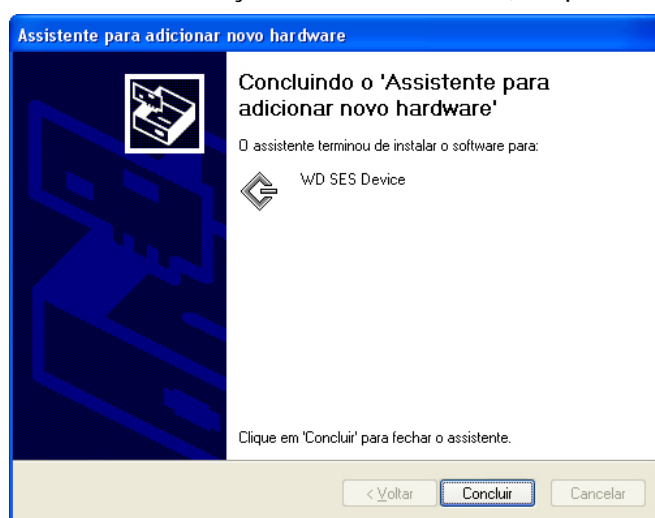 Assistente para adicionar novo hardware
Concluindo o 'Assistente para
adicionar novo hardware'
O assistente terminou de instalar o software para:
WD SES Device
Clique em 'Concluir' para fechar o assistente.
< Voltar Concluir Cancelar